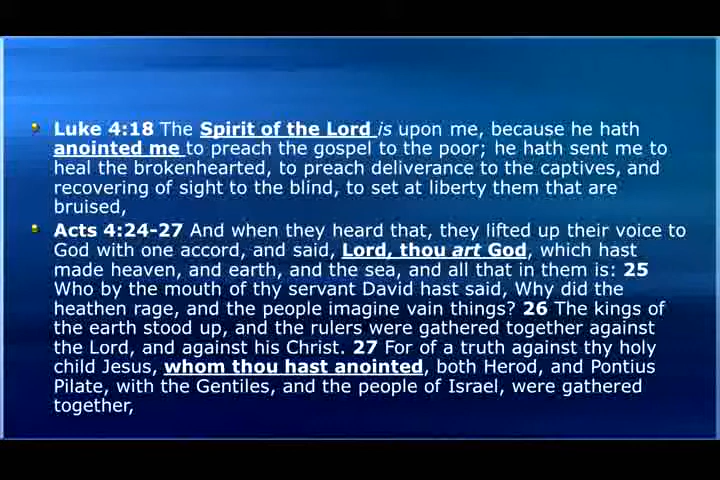 Luke 4:18 The Spirit of the Lord is upon me, because he hath
anointed me to preach the gospel to the poor; he hath sent me to
heal the brokenhearted, to preach deliverance to the captives, and
recovering of sight to the blind, to set at liberty them that are
bruised,
Acts 4:24-27 And when they heard that, they lifted up their voice to
God with one accord, and said, Lord, thou art God, which hast
made heaven, and earth, and the sea, and all that in them is: 25
Who by the mouth of thy servant David hast said, Why did the
heathen rage, and the people imagine vain things? 26 The kings of
the earth stood up, and the rulers were gathered together against
the Lord, and against his Christ. 27 For of a truth against thy holy
child Jesus, whom thou hast anointed, both Herod, and Pontius
Pilate, with the Gentiles, and the people of Israel, were gathered
together,